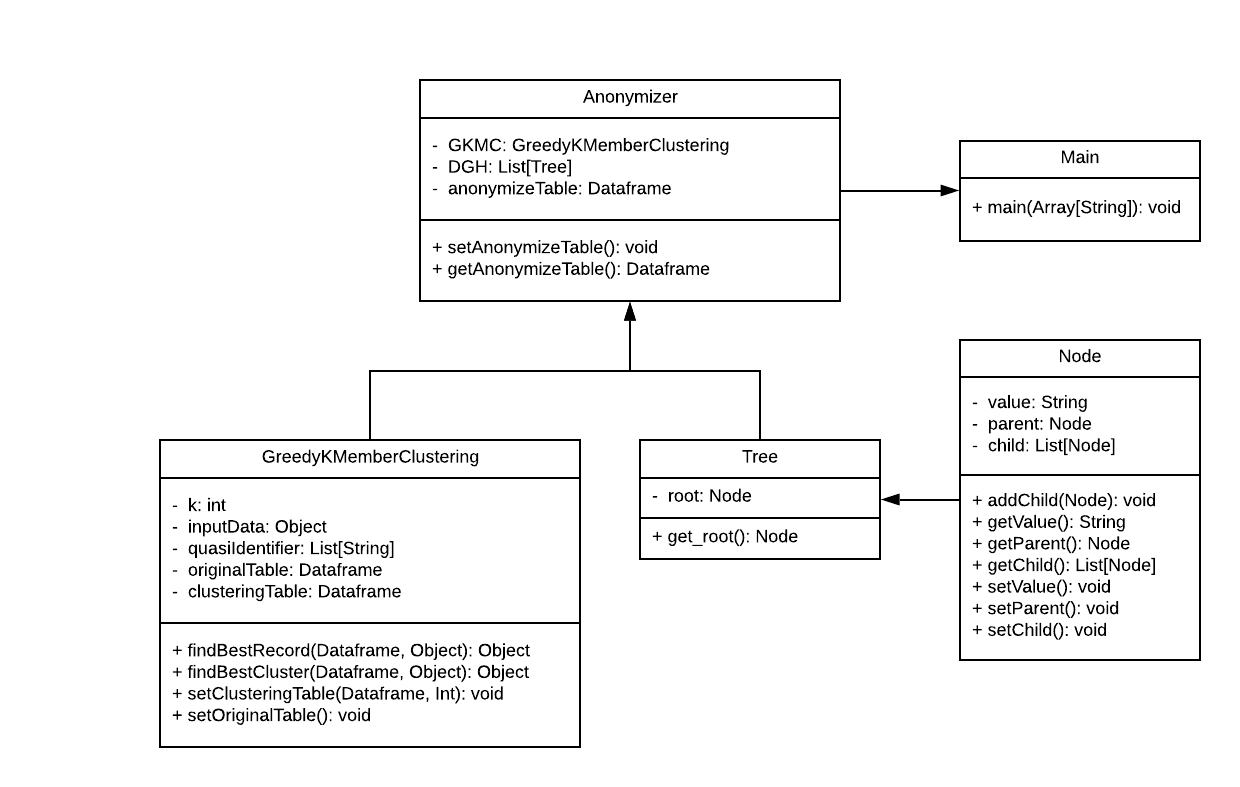 Anonymizer
- GKMC: GreedyKMemberClustering
- DGH: List[Tree]
- anonymizeTable: Dataframe
+ setAnonymizeTable(): void
+ getAnonymizeTable(): Dataframe
Main
+ main(Array[String]): void
GreedyKMemberClustering
- k: int
- inputData: Object
- quasiIdentifier: List[String]
- originalTable: Dataframe
- clusteringTable: Dataframe
+ findBestRecord(Dataframe, Object): Object
+ findBestCluster(Dataframe, Object): Object
+ setClusteringTable(Dataframe, Int): void
+ setOriginalTable(): void
Tree
- root: Node
+ get_root(): Node
Node
- value: String
- parent: Node
- child: List[Node]
+ addChild(Node): void
+ getValue(): String
+ getParent(): Node
+ getChild(): List[Node]
+ setValue(): void
+ setParent(): void
+ setChild(): void